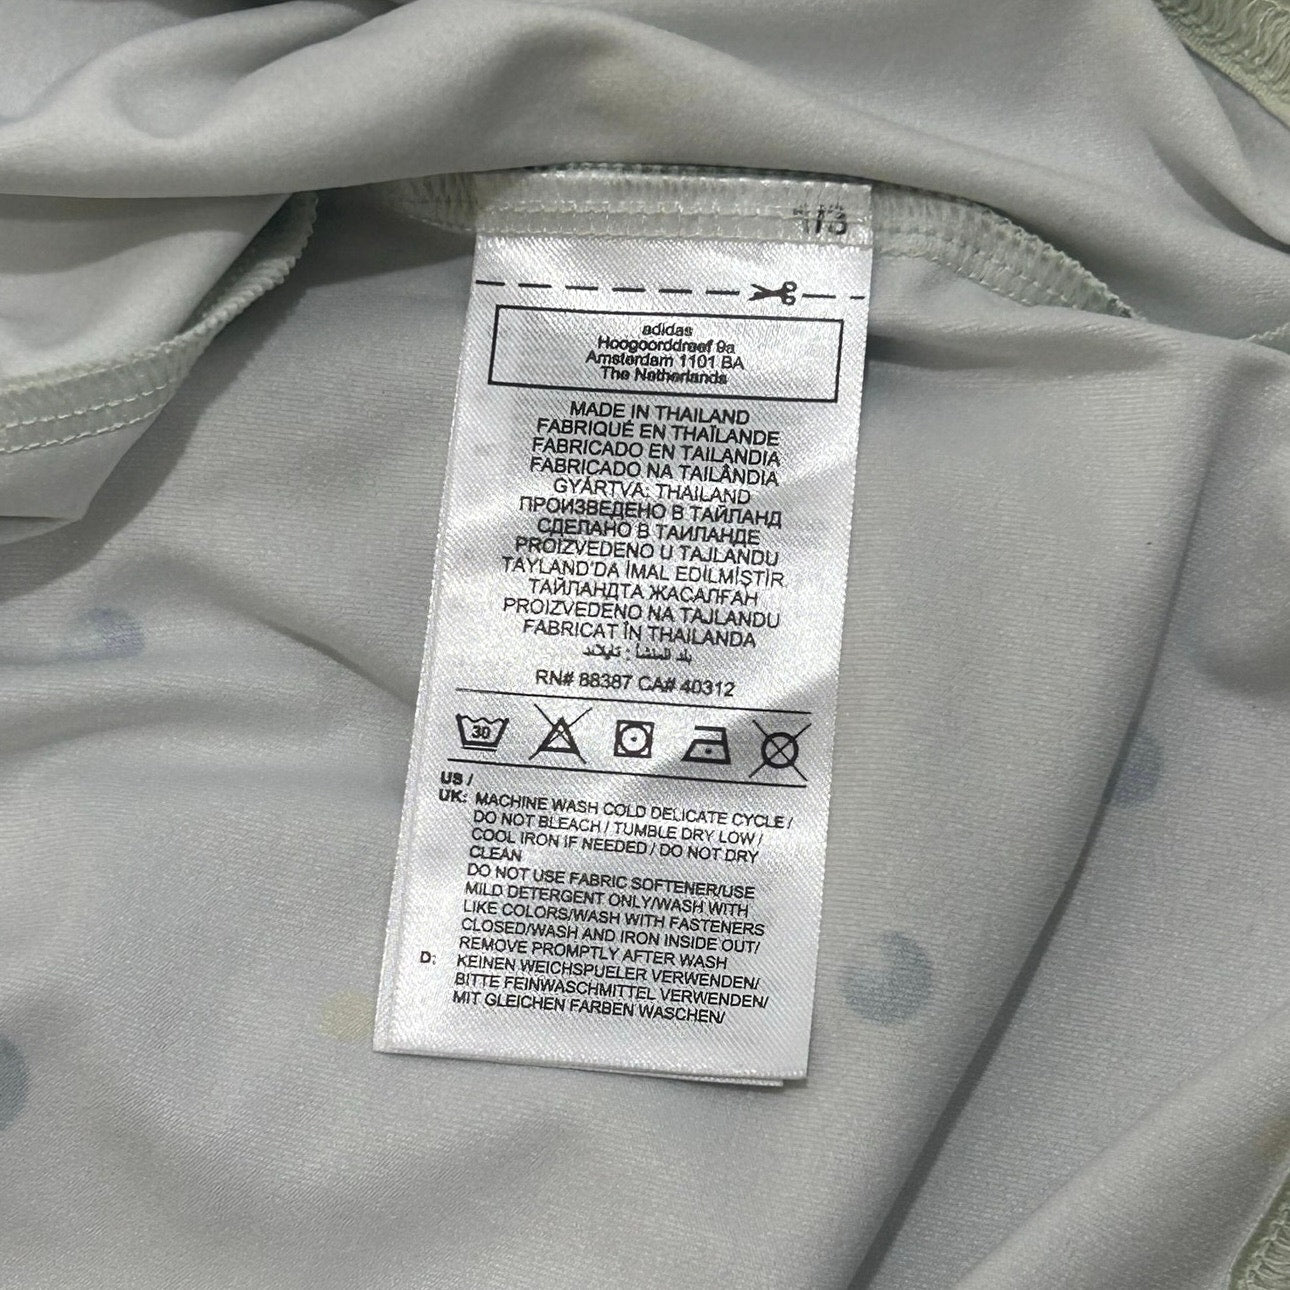 1/3
adidas
Hoogoorddreef 9a
Amsterdam 1101 BA
The Netherlands
MADE IN THAILAND
FABRIQUÉ EN THAÏLANDE
FABRICADO EN TAILANDIA
FABRICADO NA TAILÂNDIA
GYÁRTVA: THAILAND
ПРОИЗВЕДЕНО В ТАЙЛАНД
СДЕЛАНО В ТАИЛАНДЕ
PROIZVEDENO U TAJLANDU
TAYLAND'DA İMAL EDİLMİŞTİR
ТАЙЛАНДТА ЖАСАЛҒАН
PROIZVEDENO NA TAJLANDU
FABRICAT ÎN THAILANDA
بلد المنشأ : تايلاند
RN# 88387 CA# 40312
30
US /
UK: MACHINE WASH COLD DELICATE CYCLE /
DO NOT BLEACH / TUMBLE DRY LOW /
COOL IRON IF NEEDED / DO NOT DRY
CLEAN
DO NOT USE FABRIC SOFTENER/USE
MILD DETERGENT ONLY/WASH WITH
LIKE COLORS/WASH WITH FASTENERS
CLOSED/WASH AND IRON INSIDE OUT/
REMOVE PROMPTLY AFTER WASH
D: KEINEN WEICHSPUELER VERWENDEN/
BITTE FEINWASCHMITTEL VERWENDEN/
MIT GLEICHEN FARBEN WASCHEN/